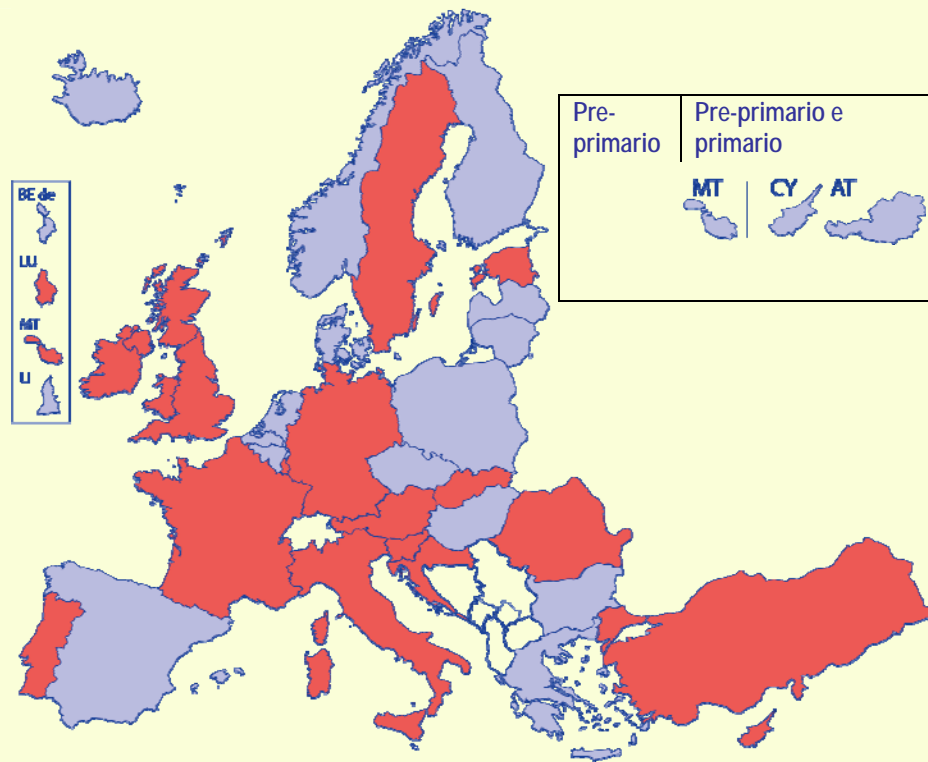 Pre-
primario
Pre-primario e
primario
MT
CY
AT
BE de
LU
MT
LI